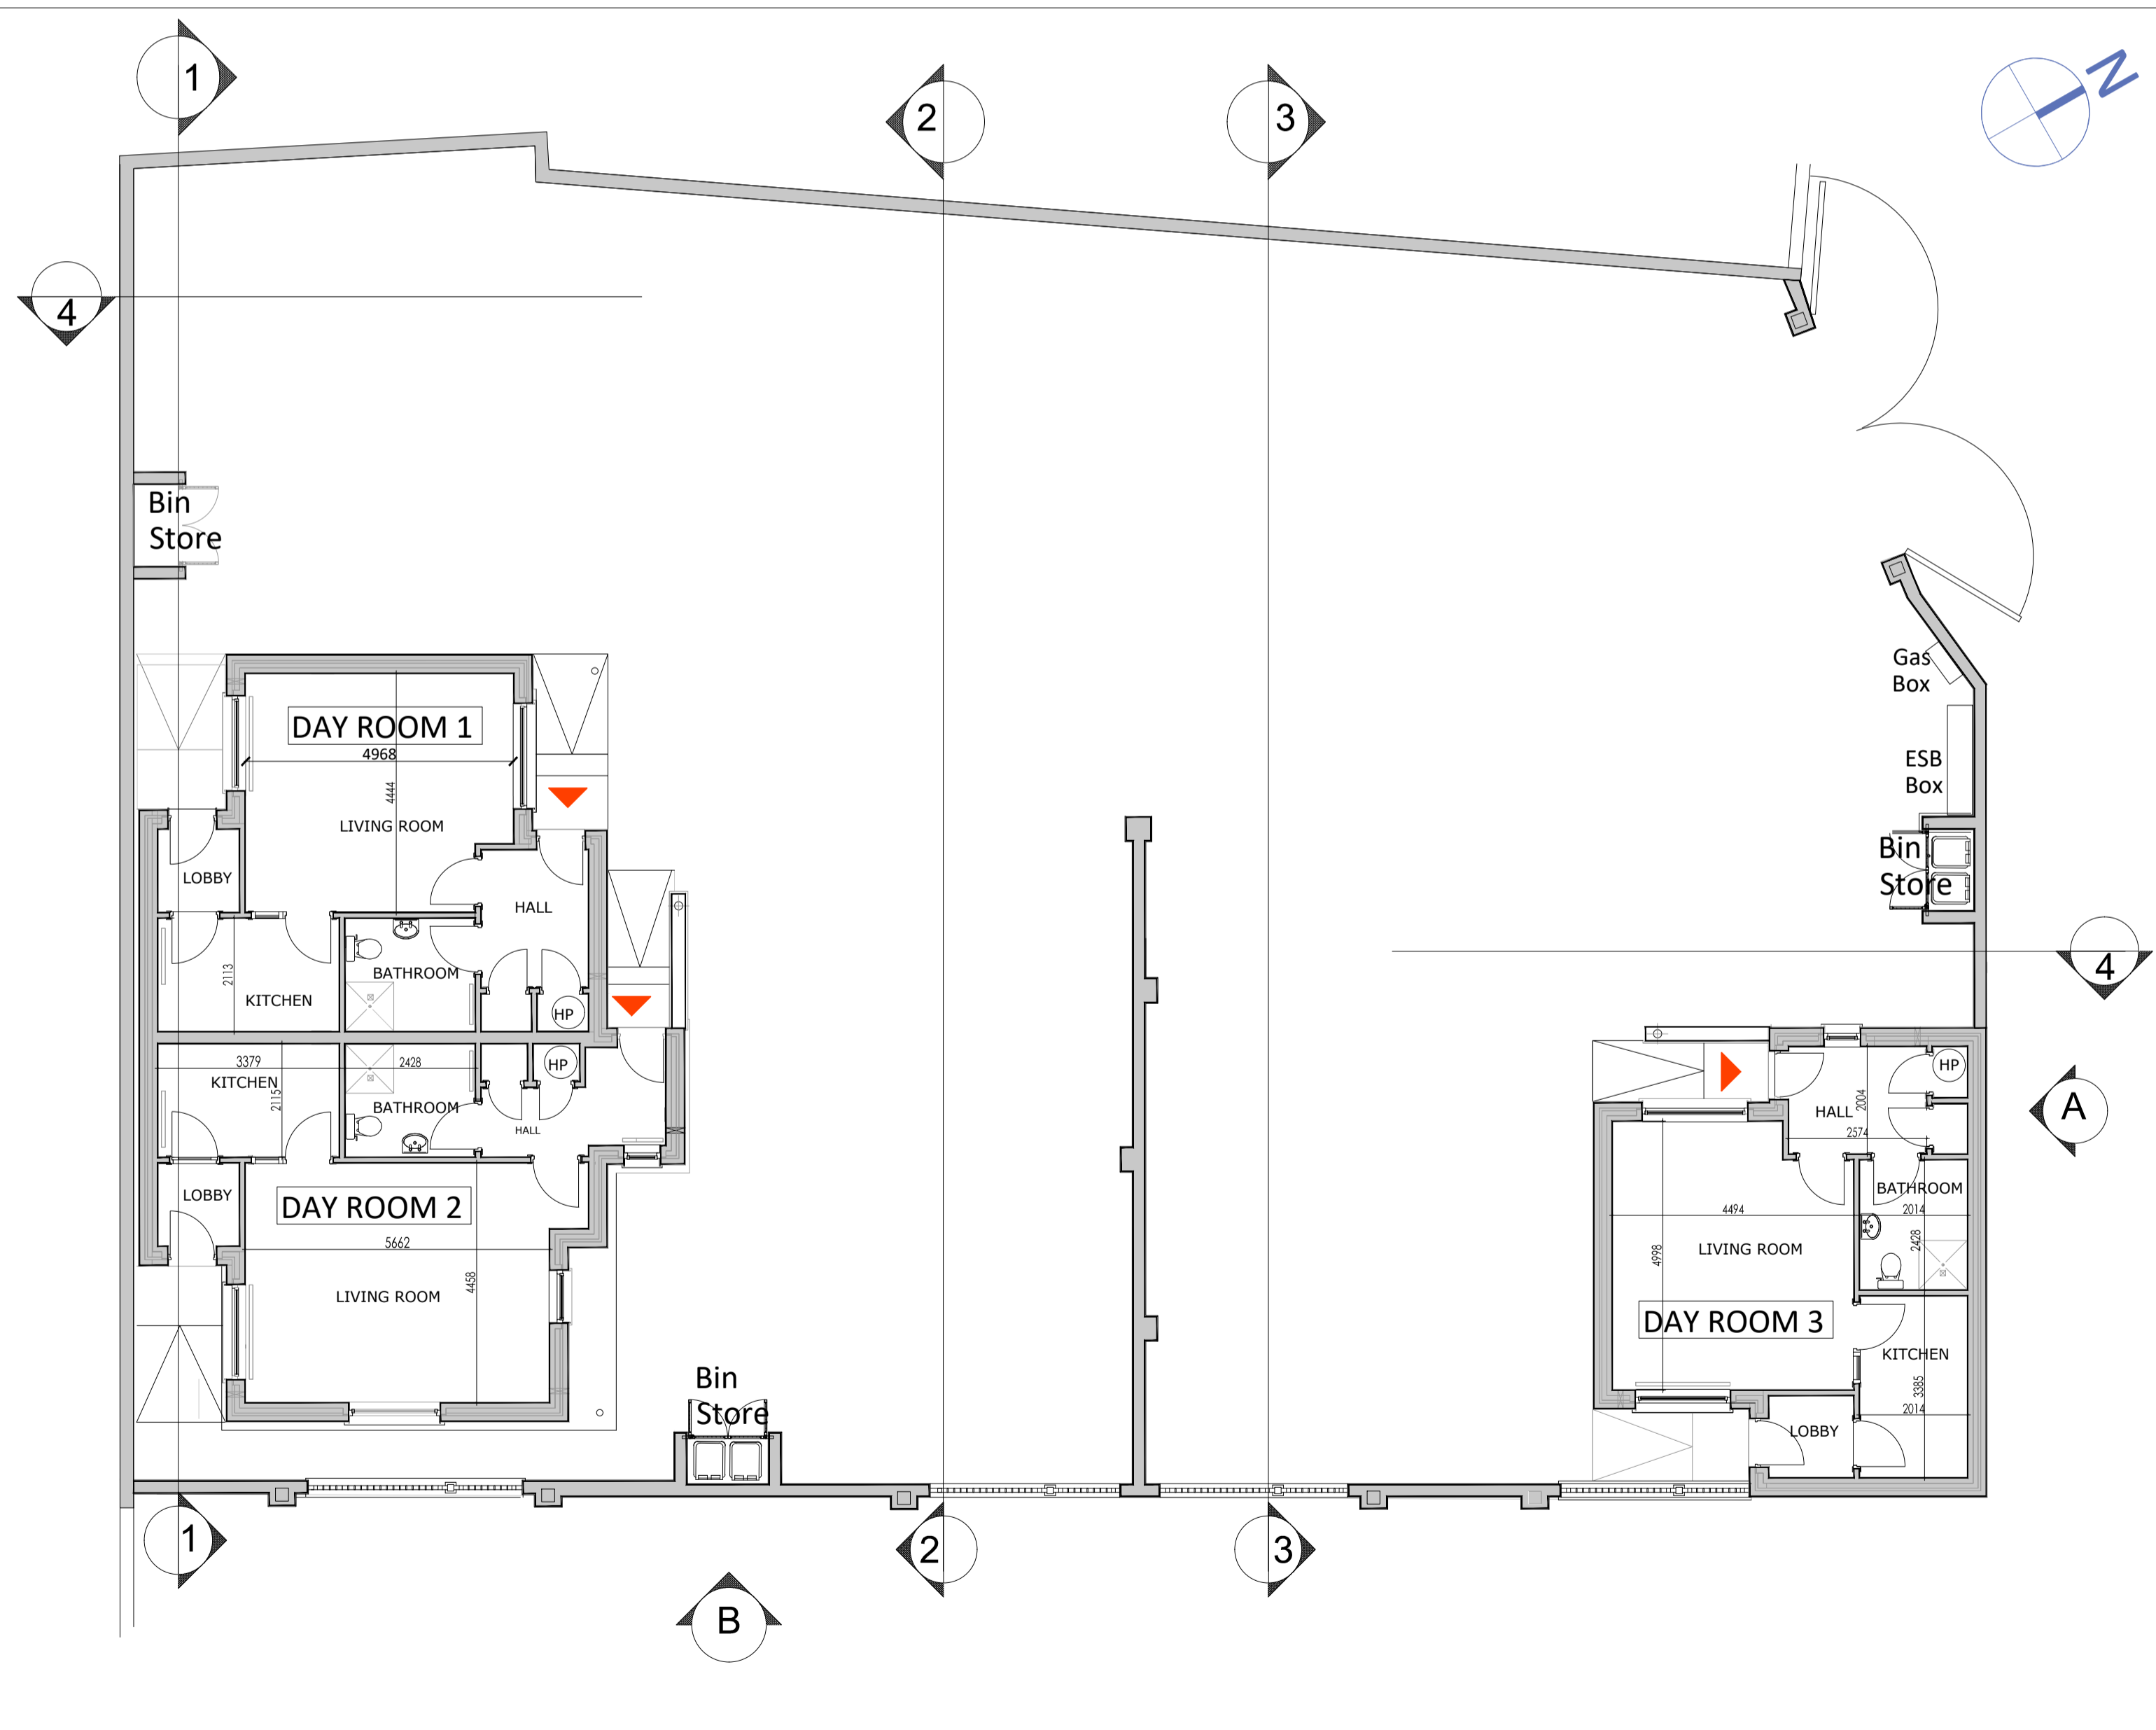 1
2
3
N
4
Bin
Store
Gas
Box
ESB
Box
DAY ROOM 1
4968
4444
LIVING ROOM
LOBBY
HALL
BATHROOM
2113
KITCHEN
HP
Bin
Store
4
3379
2428
HP
KITCHEN
2115
BATHROOM
HALL
LOBBY
DAY ROOM 2
5662
4458
LIVING ROOM
HP
HALL
2004
2574
A
BATHROOM
4494
2014
4998
LIVING ROOM
2428
DAY ROOM 3
KITCHEN
3385
2014
LOBBY
Bin
Store
1
2
3
B